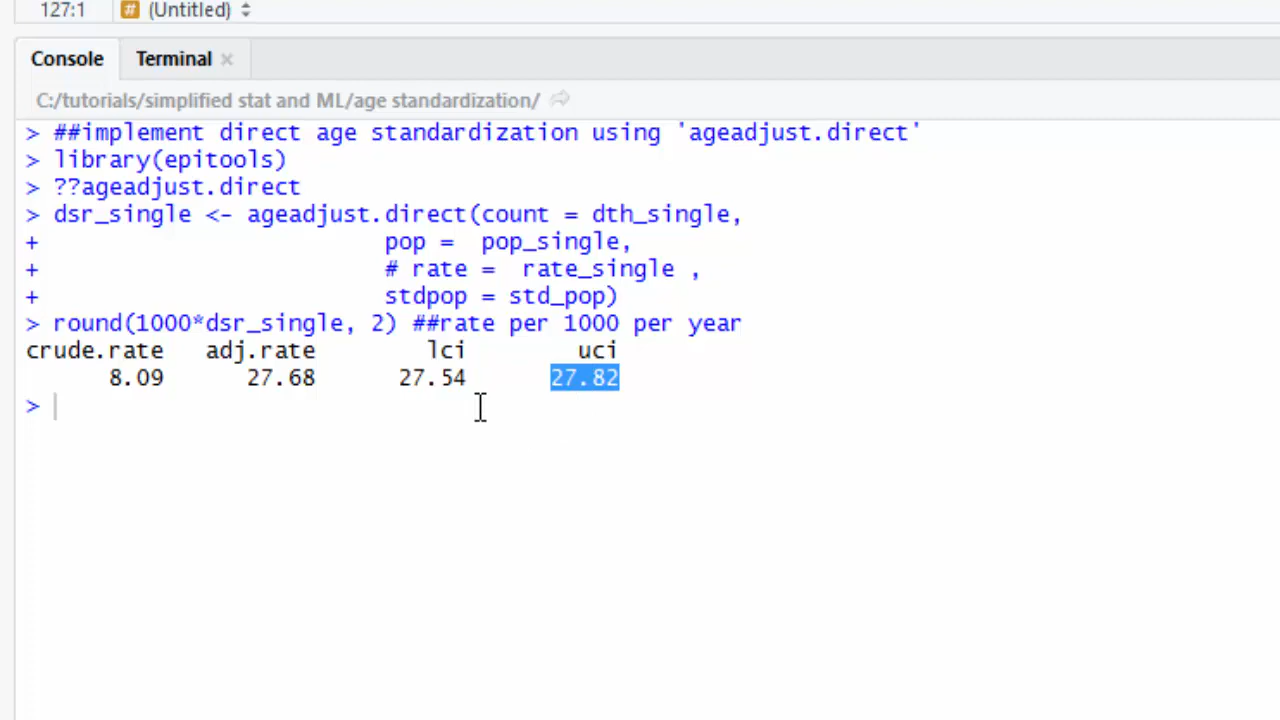 127:1 # (Untitled)
Console Terminal
C:/tutorials/simplified stat and ML/age standardization/
> ##implement direct age standardization using 'ageadjust.direct'
> library(epitools)
> ??ageadjust.direct
> dsr_single <- ageadjust.direct(count = dth_single,
+ pop = pop_single,
+ # rate = rate_single ,
+ stdpop = std_pop)
> round(1000*dsr_single, 2) ##rate per 1000 per year
crude.rate adj.rate lci uci
8.09 27.68 27.54 27.82
>